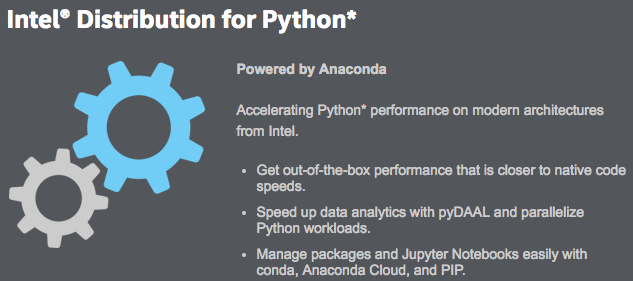 Intel® Distribution for Python*
Powered by Anaconda
Accelerating Python* performance on modern architectures
from Intel.
• Get out-of-the-box performance that is closer to native code
speeds.
• Speed up data analytics with pyDAAL and parallelize
Python workloads.
• Manage packages and Jupyter Notebooks easily with
conda, Anaconda Cloud, and PIP.